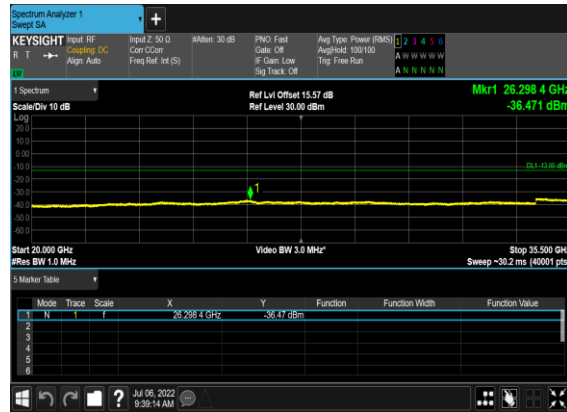 Spectrum Analyzer 1
Swept SA
+
KEYSIGHT Input: RF Input Z: 50 Ω #Atten: 30 dB PNO: Fast Avg Type: Power (RMS) 1 2 3 4 5 6
R T Coupling: DC Corr CCorr Gate: Off Avg|Hold: 100/100 A W W W W W
Align: Auto Freq Ref: Int (S) IF Gain: Low Trig: Free Run
Sig Track: Off A N N N N N
1 Spectrum Ref Lvl Offset 15.57 dB Mkr1 26.298 4 GHz
Scale/Div 10 dB Ref Level 30.00 dBm -36.471 dBm
Log
20.0
10.0
0.00
-10.0 DL1 -13.00 dBm
-20.0
-30.0
1
-40.0
-50.0
-60.0
Start 20.000 GHz Video BW 3.0 MHz* Stop 35.500 GHz
#Res BW 1.0 MHz Sweep ~30.2 ms (40001 pts)
5 Marker Table
Mode Trace Scale X Y Function Function Width Function Value
1 N 1 f 26.298 4 GHz -36.47 dBm
2
3
4
5
6
? Jul 06, 2022
9:39:14 AM